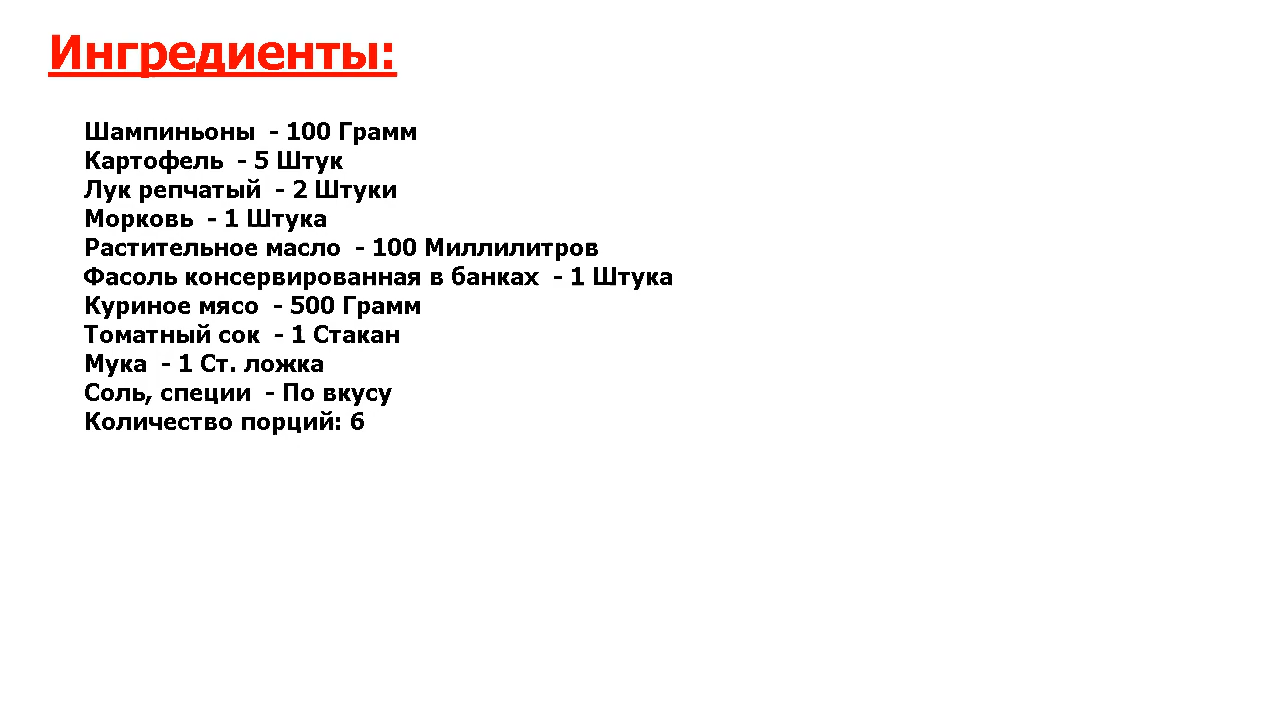 Ингредиенты:
Шампиньоны - 100 Грамм
Картофель - 5 Штук
Лук репчатый - 2 Штуки
Морковь - 1 Штука
Растительное масло - 100 Миллилитров
Фасоль консервированная в банках - 1 Штука
Куриное мясо - 500 Грамм
Томатный сок - 1 Стакан
Мука - 1 Ст. ложка
Соль, специи - По вкусу
Количество порций: 6